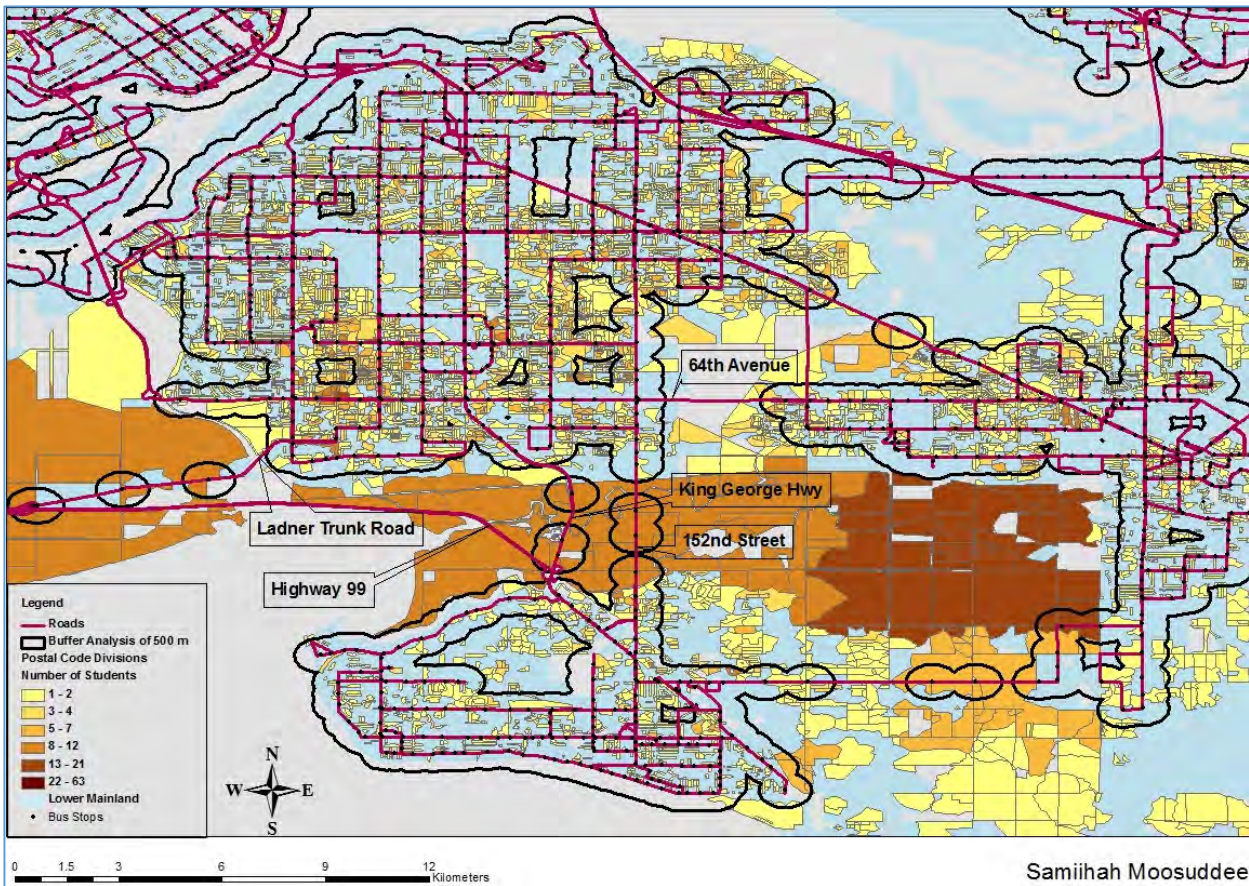 64th Avenue
King George Hwy
Ladner Trunk Road
152nd Street
Highway 99
Legend
Roads
Buffer Analysis of 500 m
Postal Code Divisions
Number of Students
1 - 2
3 - 4
5 - 7
8 - 12
13 - 21
22 - 63
Lower Mainland
Bus Stops
N
W E
S
0 1.5 3 6 9 12
Kilometers
Samiihah Moosuddee